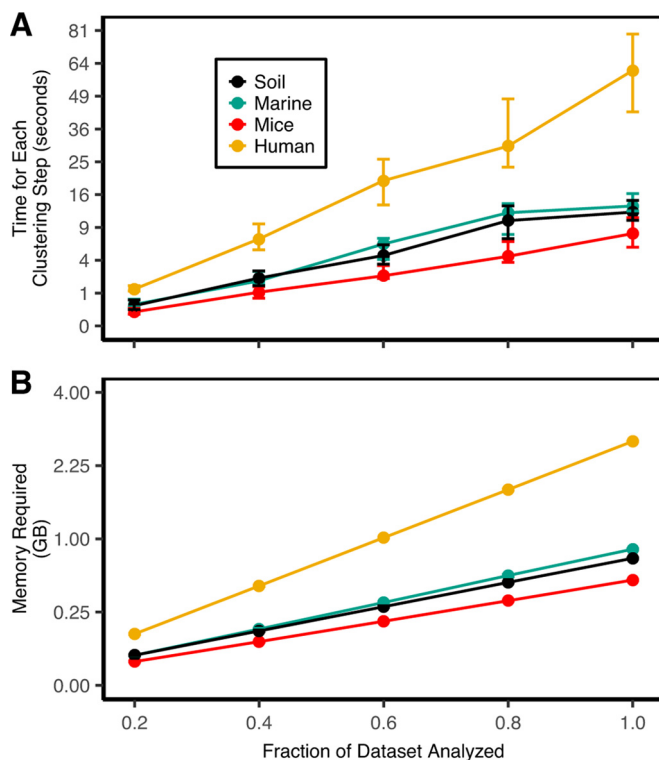 A
Time for Each
Clustering Step (seconds)
81
64
49
36
25
16
9
4
1
0
Soil
Marine
Mice
Human
B
Memory Required
(GB)
4.00
2.25
1.00
0.25
0.00
0.2 0.4 0.6 0.8 1.0
Fraction of Dataset Analyzed